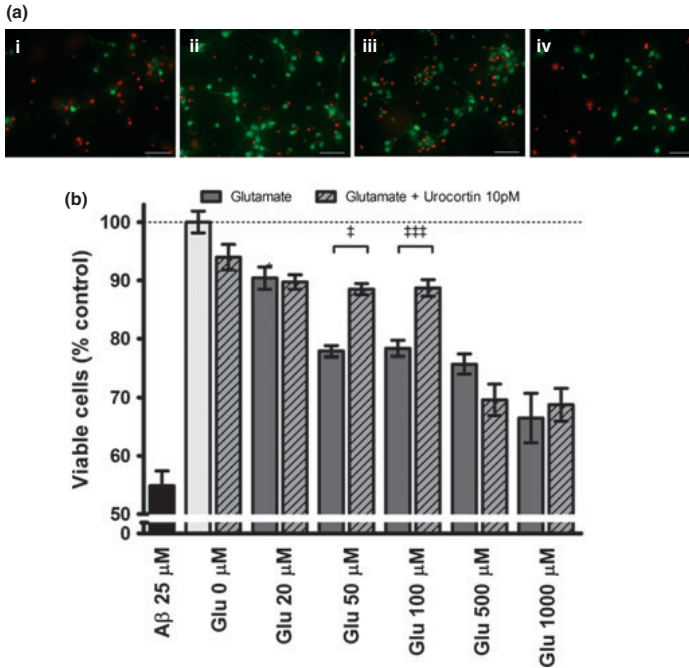 (a)
i
ii
iii
iv
(b)
Glutamate
Glutamate + Urocortin 10pM
Viable cells (% control)
100
90
80
70
60
50
0
‡
‡‡‡
Aβ 25 μM
Glu 0 μM
Glu 20 μM
Glu 50 μM
Glu 100 μM
Glu 500 μM
Glu 1000 μM